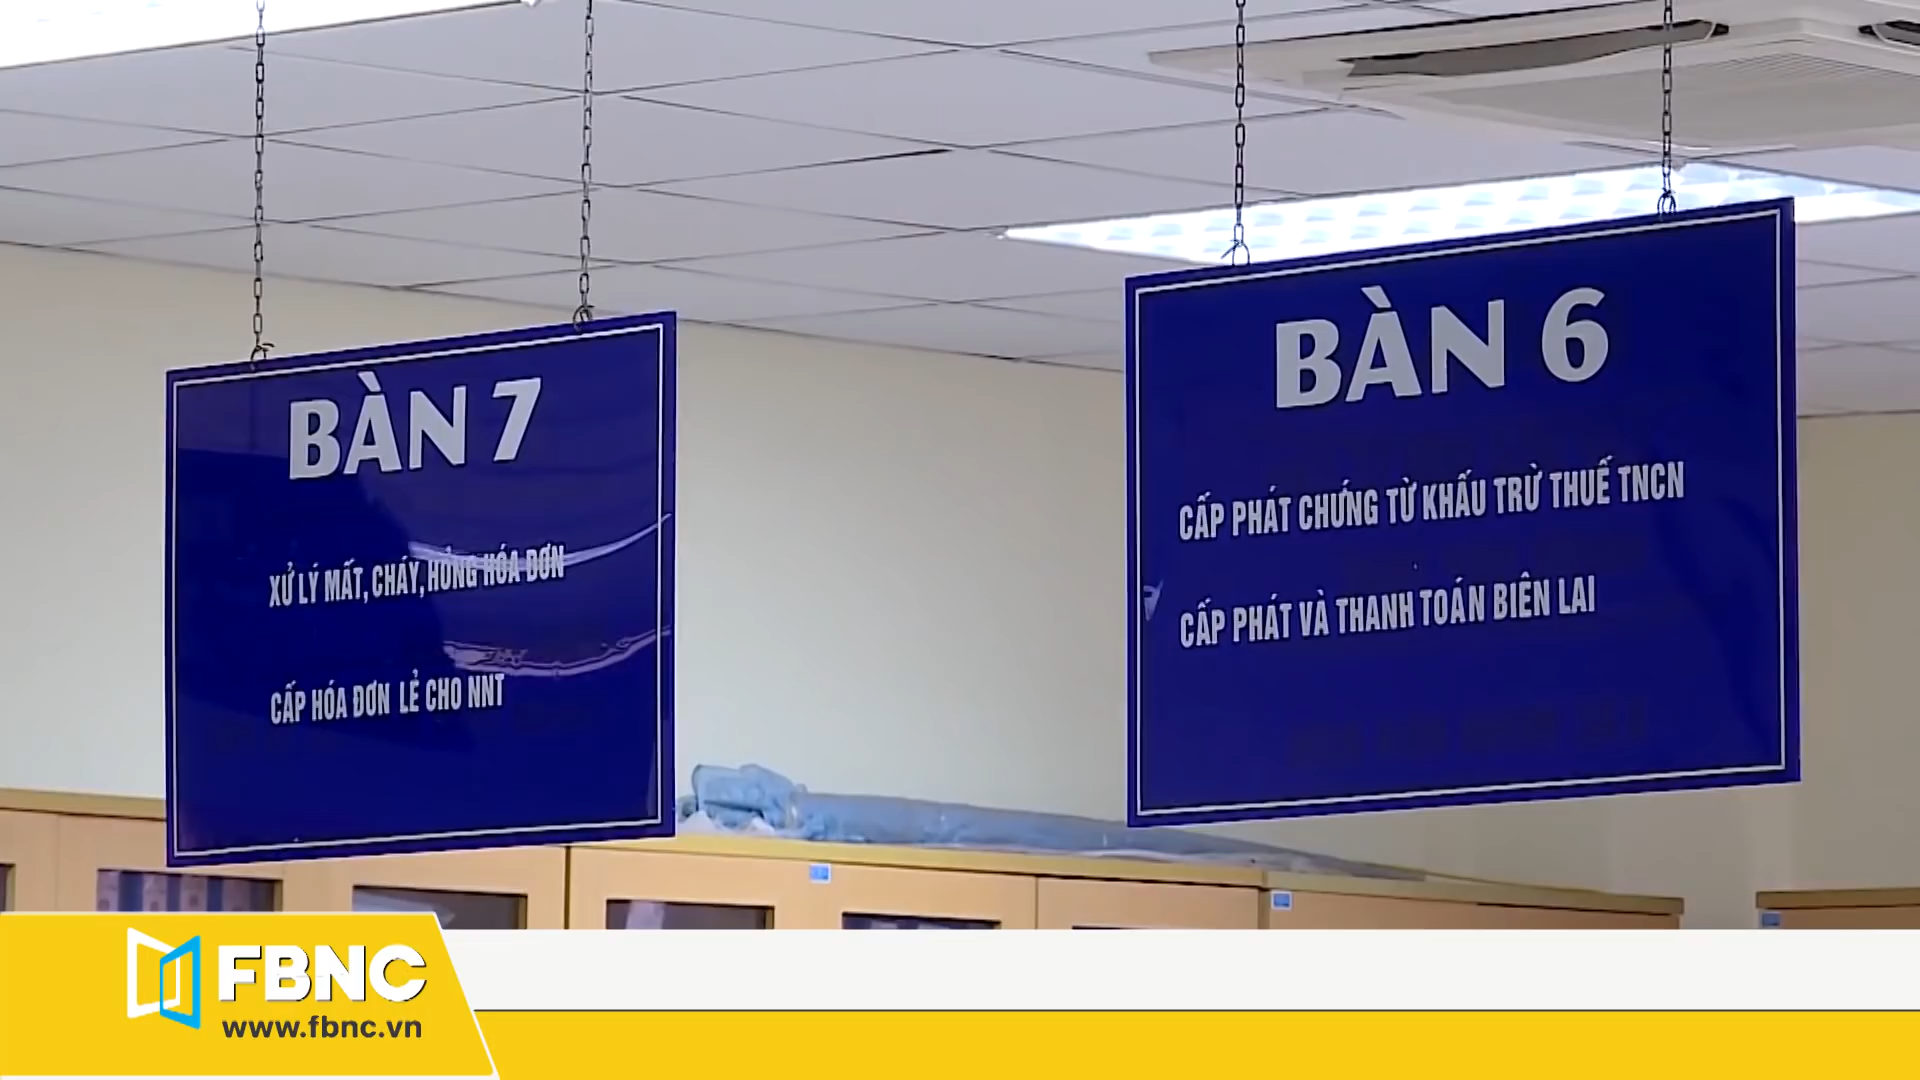 BÀN 7
XỬ LÝ MẤT, CHÁY, HỎNG HÓA ĐƠN
CẤP HÓA ĐƠN LẺ CHO NNT
BÀN 6
CẤP PHÁT CHỨNG TỪ KHẤU TRỪ THUẾ TNCN
CẤP PHÁT VÀ THANH TOÁN BIÊN LAI
FBNC
www.fbnc.vn